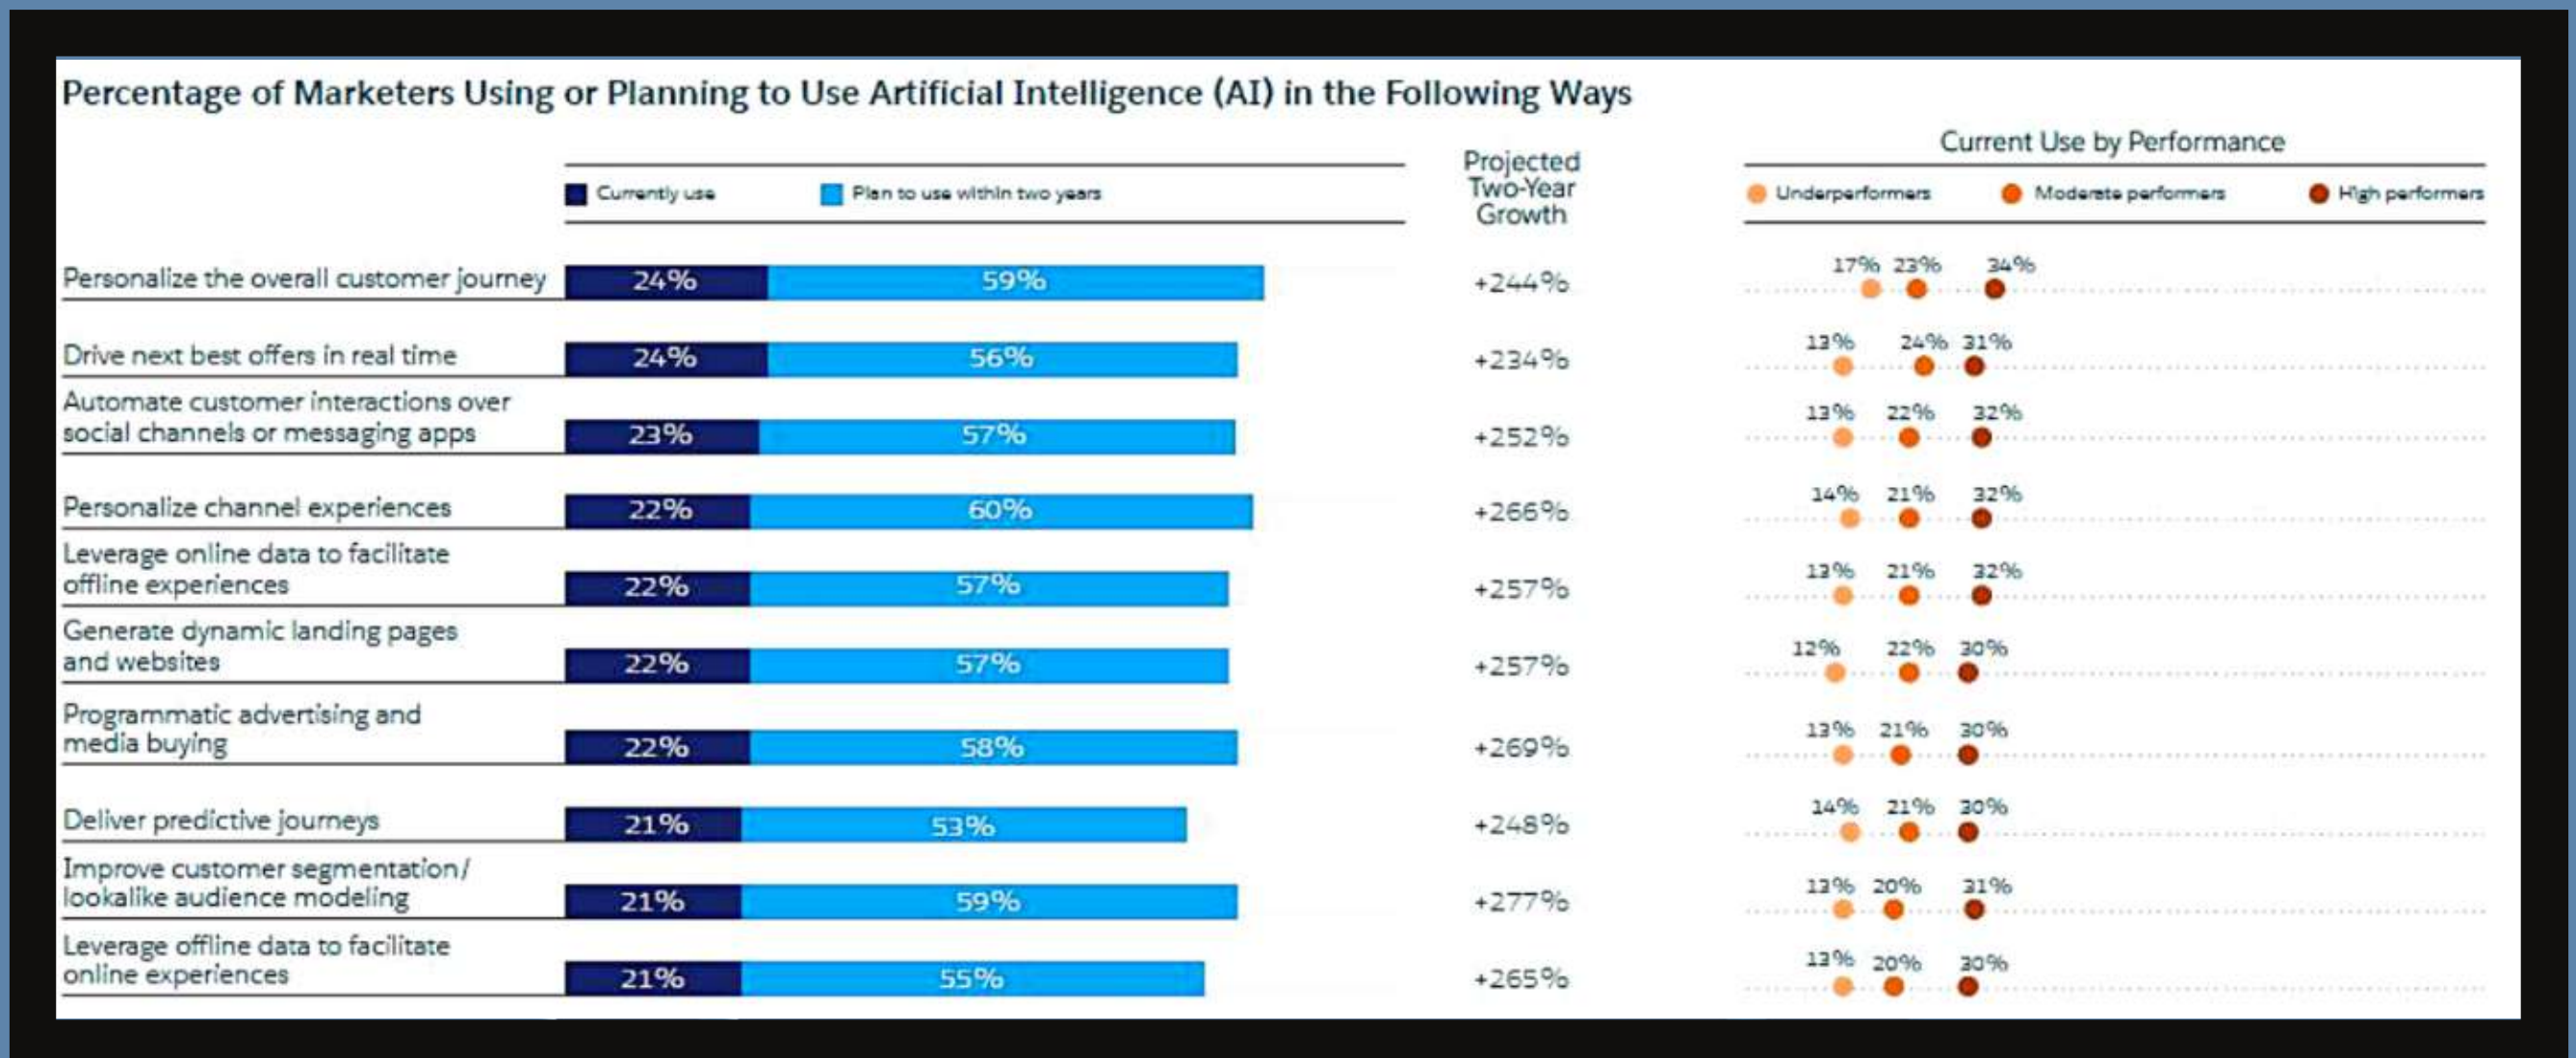 Percentage of Marketers Using or Planning to Use Artificial Intelligence (AI) in the Following Ways
Currently use
Plan to use within two years
Projected
Two-Year
Growth
Current Use by Performance
Underperformers
Moderate performers
High performers
Personalize the overall customer journey 24% 59% +244% 17% 23% 34%
Drive next best offers in real time 24% 56% +234% 13% 24% 31%
Automate customer interactions over
social channels or messaging apps 23% 57% +252% 13% 22% 32%
Personalize channel experiences 22% 60% +266% 14% 21% 32%
Leverage online data to facilitate
offline experiences 22% 57% +257% 13% 21% 32%
Generate dynamic landing pages
and websites 22% 57% +257% 12% 22% 30%
Programmatic advertising and
media buying 22% 58% +269% 13% 21% 30%
Deliver predictive journeys 21% 53% +248% 14% 21% 30%
Improve customer segmentation/
lookalike audience modeling 21% 59% +277% 13% 20% 31%
Leverage offline data to facilitate
online experiences 21% 55% +265% 13% 20% 30%